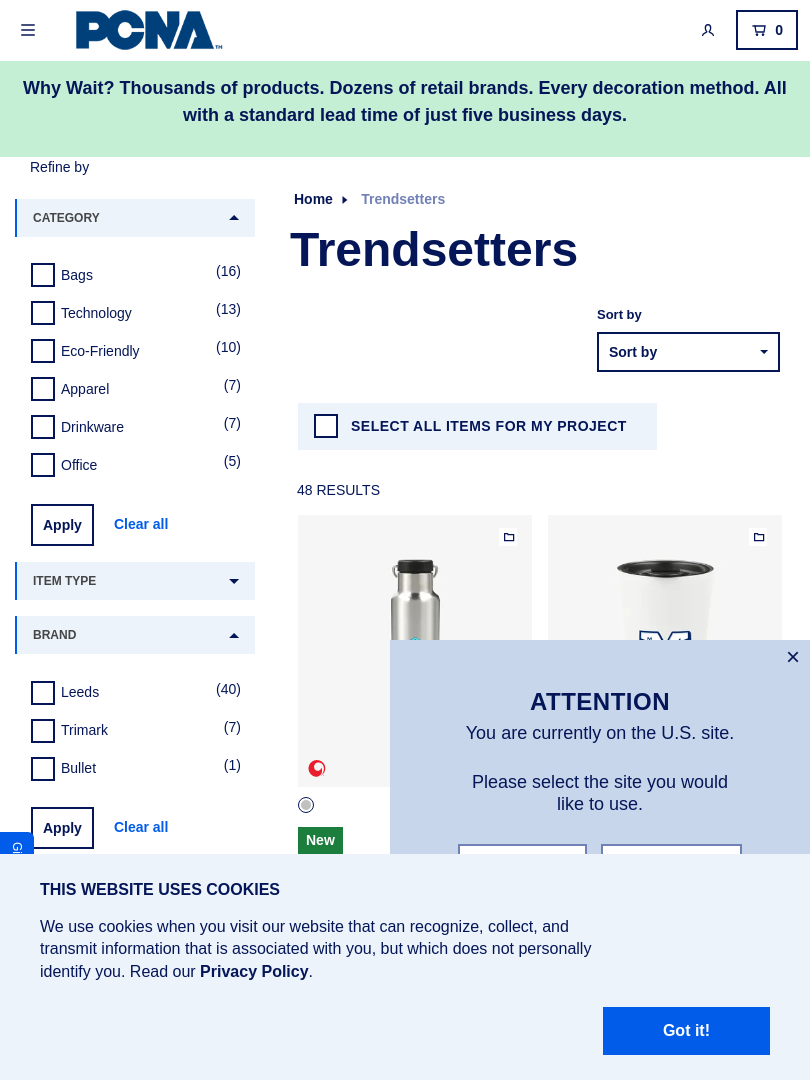 PCNA™
0
Why Wait? Thousands of products. Dozens of retail brands. Every decoration method. All
with a standard lead time of just five business days.
Refine by
CATEGORY
Bags (16)
Technology (13)
Eco-Friendly (10)
Apparel (7)
Drinkware (7)
Office (5)
Apply Clear all
ITEM TYPE
BRAND
Leeds (40)
Trimark (7)
Bullet (1)
Apply Clear all
Home Trendsetters
Trendsetters
Sort by
Sort by
SELECT ALL ITEMS FOR MY PROJECT
48 RESULTS
New
ATTENTION
You are currently on the U.S. site.
Please select the site you would
like to use.
THIS WEBSITE USES COOKIES
We use cookies when you visit our website that can recognize, collect, and
transmit information that is associated with you, but which does not personally
identify you. Read our Privacy Policy.
Got it!